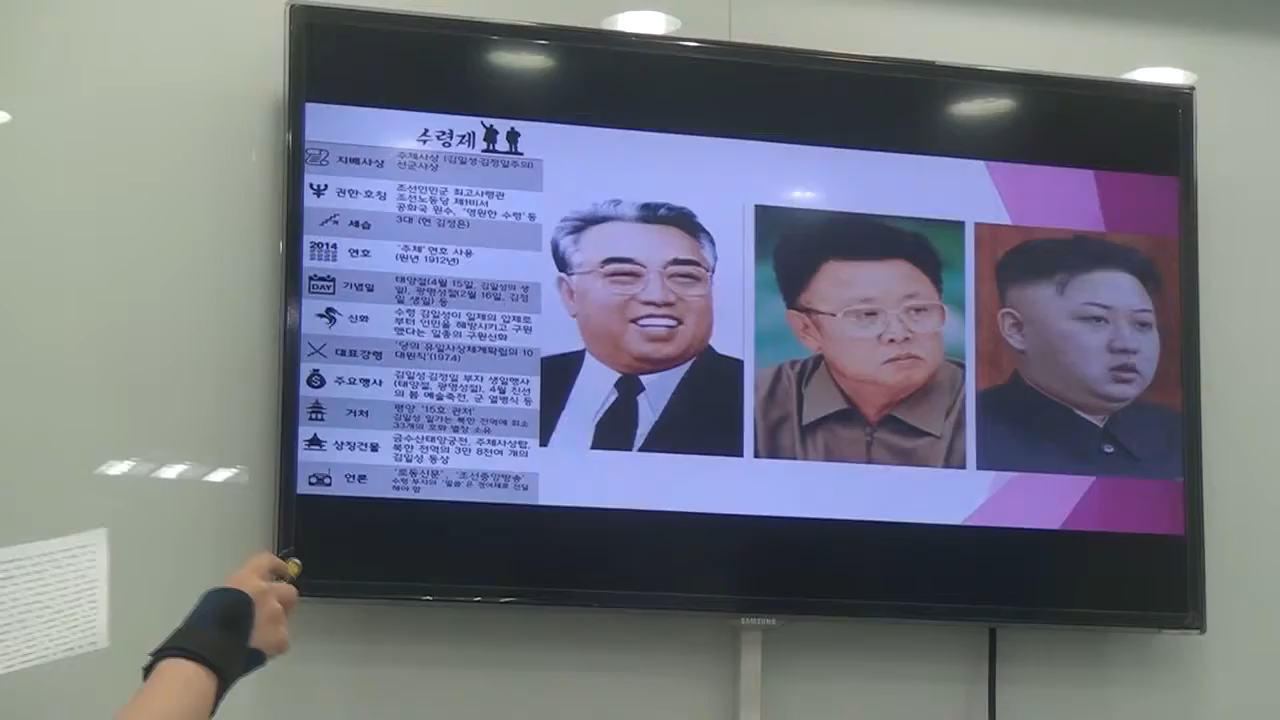 수령제
지배사상 주체사상 (김일성·김정일주의)
선군사상
권한·호칭 조선인민군 최고사령관
조선노동당 제1비서
공화국 원수, '영원한 수령' 등
세습 3대 (현 김정은)
2014
연호 '주체' 연호 사용
(원년 1912년)
DAY 기념일 태양절(4월 15일, 김일성의 생
일), 광명성절(2월 16일, 김정
일 생일) 등
신화 수령 김일성이 일제의 압제로
부터 인민을 해방시키고 구원
했다는 일종의 구원신화
대표강령 '당의 유일사상체계확립의 10
대원칙'(1974)
$ 주요행사 김일성·김정일 부자 생일행사
(태양절, 광명성절), 4월 친선
의 봄 예술축전, 군 열병식 등
거처 평양 '15호 관저'
김일성 일가는 북한 전역에 최소
33개의 호화 별장 소유
상징건물 금수산태양궁전, 주체사상탑,
북한 전역의 3만 8천여 개의
김일성 동상
언론 '로동신문', '조선중앙방송'
수령 부자의 '말씀'은 경어체로 전달
해야 함
SAMSUNG